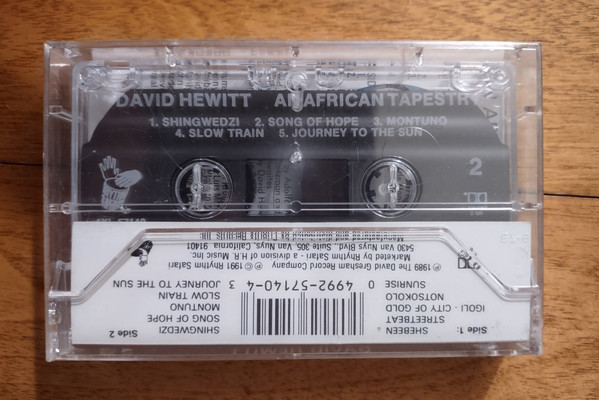 DAVID HEWITT AN AFRICAN TAPESTRY
1. SHINGWEDZI 2. SONG OF HOPE 3. MONTUNO
4. SLOW TRAIN 5. JOURNEY TO THE SUN
2
Side 1:
SHEBEEN
STREETBEAT
IGOLI - CITY OF GOLD
NOTSOKOLO
SUNRISE
0 4992-57140-4 3
Side 2
SHINGWEDZI
SONG OF HOPE
MONTUNO
SLOW TRAIN
JOURNEY TO THE SUN
℗ 1989 The David Gresham Record Company ℗© 1991 Rhythm Safari
Marketed by Rhythm Safari - a division of H.R. Music Inc.
5430 Van Nuys Blvd. Suite 305, Van Nuys, California 91401